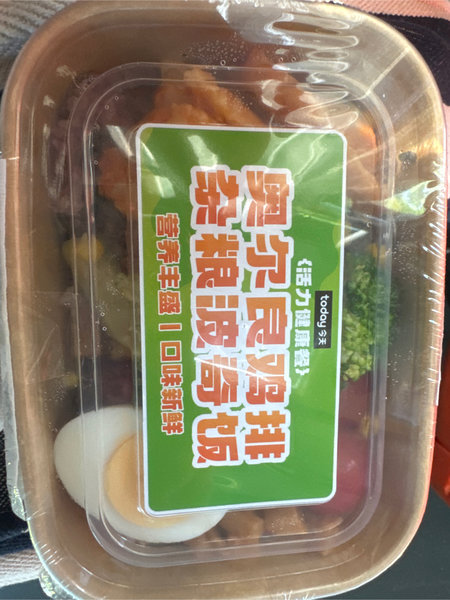 today今天
《活力健康餐》
奥尔良鸡排
杂粮波奇饭
营养丰盛丨口味新鲜